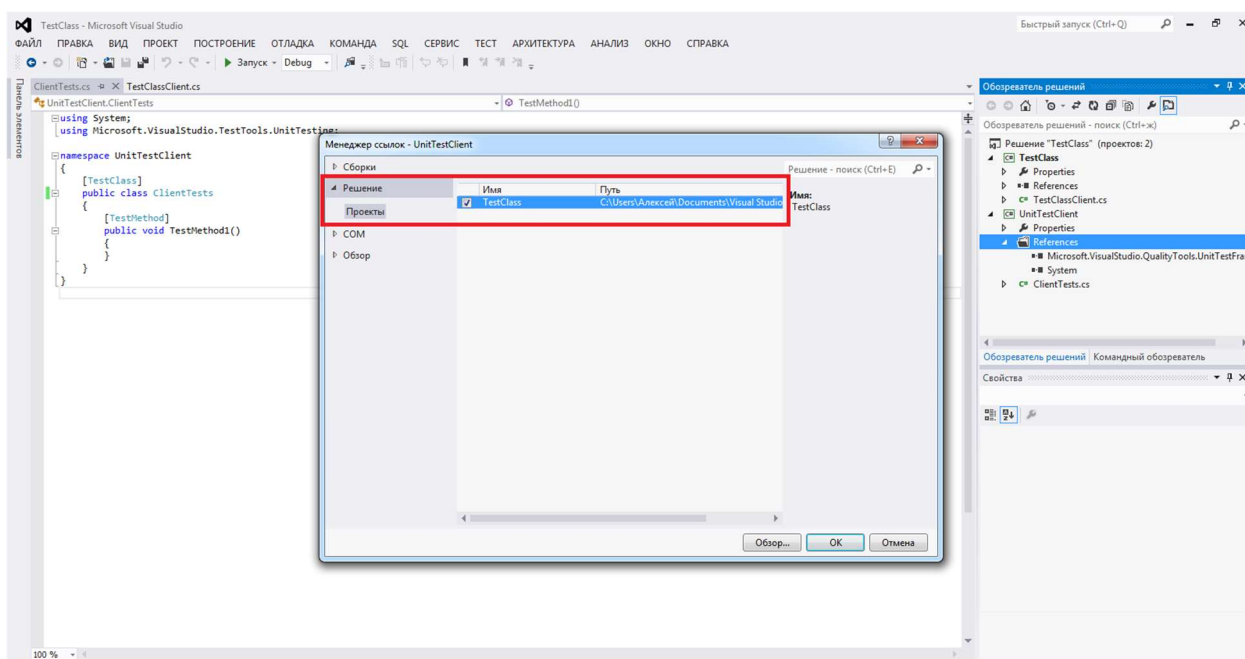 TestClass - Microsoft Visual Studio
Быстрый запуск (Ctrl+Q)
ФАЙЛ ПРАВКА ВИД ПРОЕКТ ПОСТРОЕНИЕ ОТЛАДКА КОМАНДА SQL СЕРВИС ТЕСТ АРХИТЕКТУРА АНАЛИЗ ОКНО СПРАВКА
Запуск Debug
Панель элементов
ClientTests.cs TestClassClient.cs
UnitTestClient.ClientTests TestMethod1()
using System;
using Microsoft.VisualStudio.TestTools.UnitTesting;
namespace UnitTestClient
{
[TestClass]
public class ClientTests
{
[TestMethod]
public void TestMethod1()
{
}
}
}
100 %
Менеджер ссылок - UnitTestClient
Сборки
Решение
Проекты
COM
Обзор
Имя Путь
TestClass C:\Users\Алексей\Documents\Visual Studio
Решение - поиск (Ctrl+E)
Имя:
TestClass
Обзор... OK Отмена
Обозреватель решений
Обозреватель решений - поиск (Ctrl+ж)
Решение "TestClass" (проектов: 2)
TestClass
Properties
References
TestClassClient.cs
UnitTestClient
Properties
References
Microsoft.VisualStudio.QualityTools.UnitTestFra
System
ClientTests.cs
Обозреватель решений Командный обозреватель
Свойства